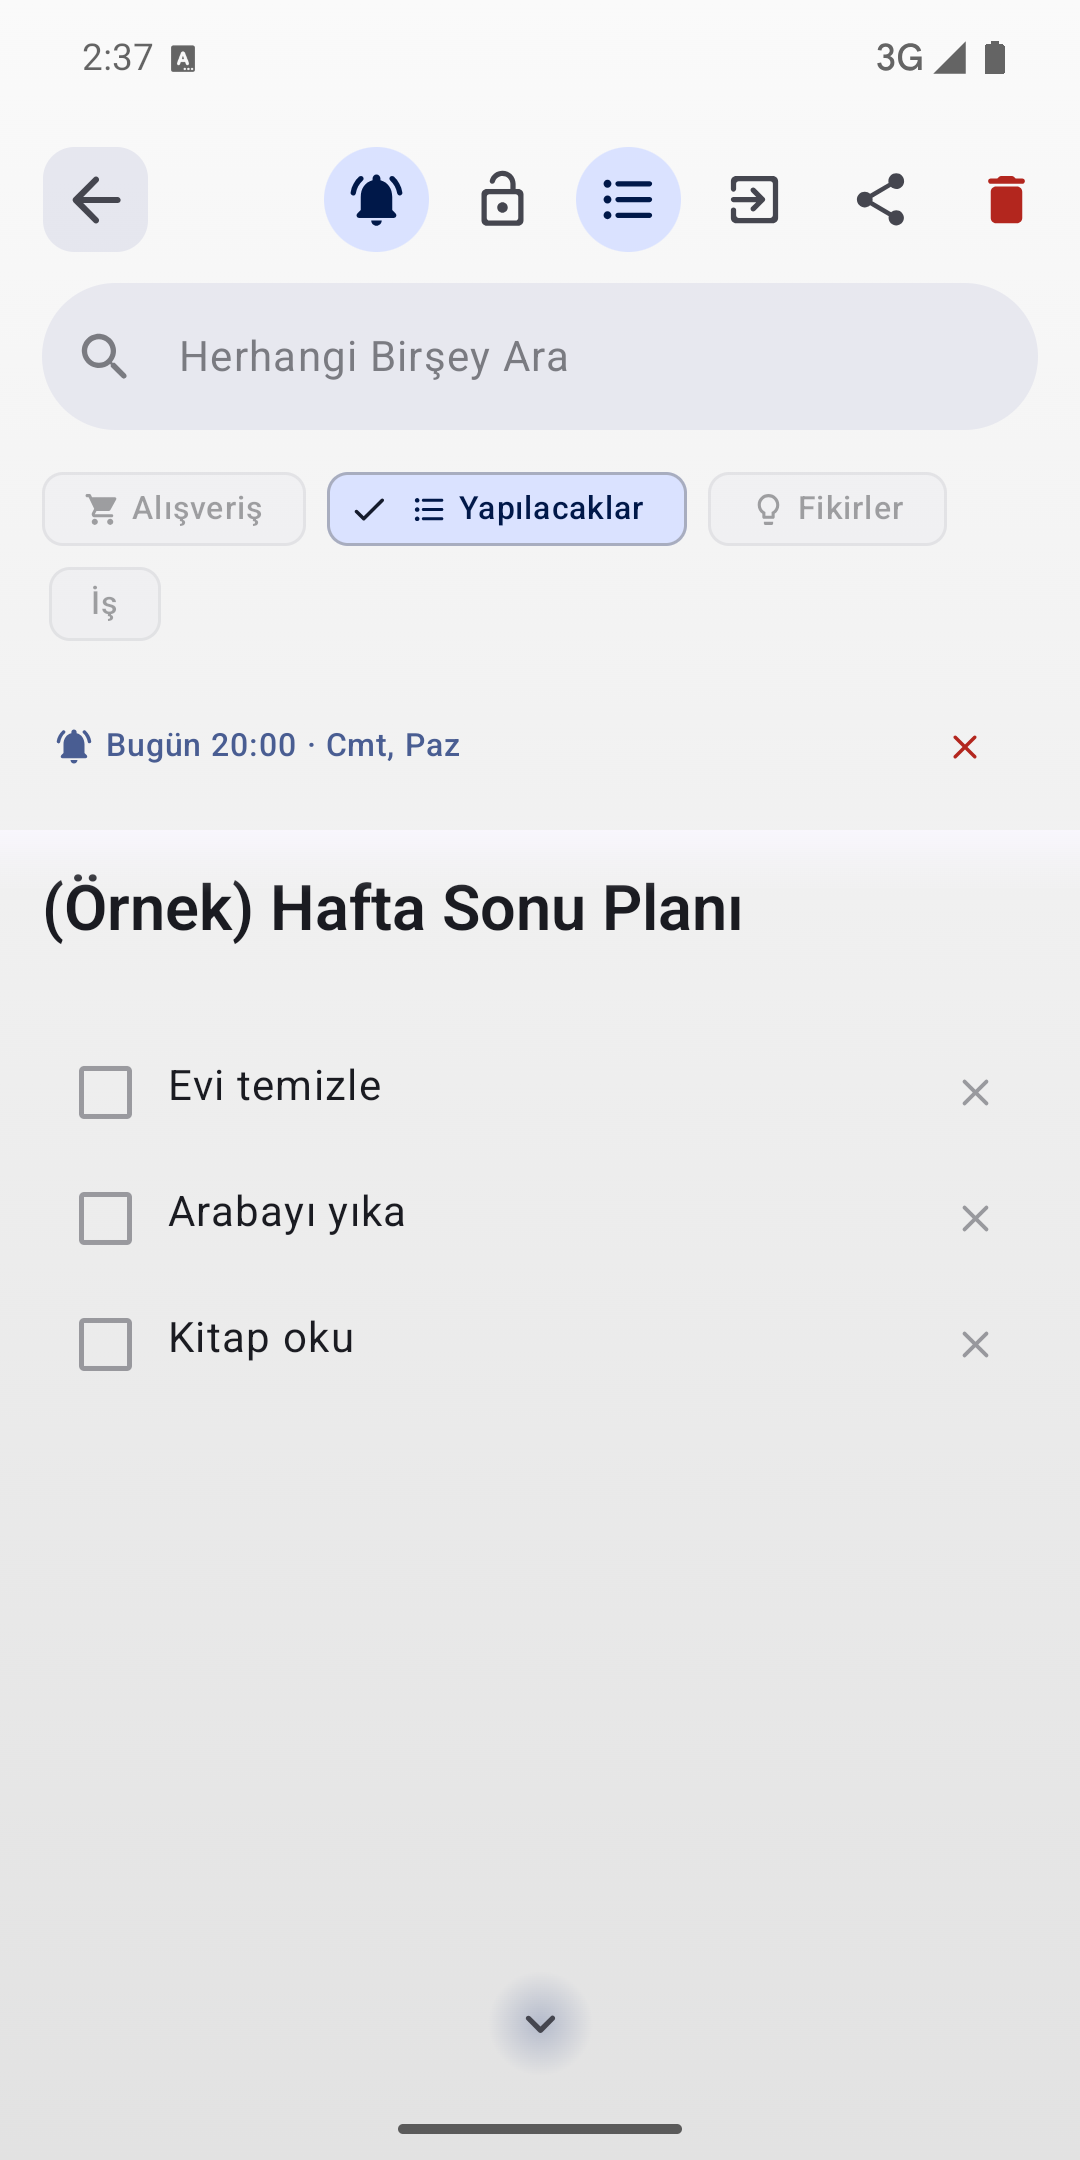 2:37
3G
Herhangi Birşey Ara
Alışveriş
Yapılacaklar
Fikirler
İş
Bugün 20:00 · Cmt, Paz
(Örnek) Hafta Sonu Planı
Evi temizle
Arabayı yıka
Kitap oku